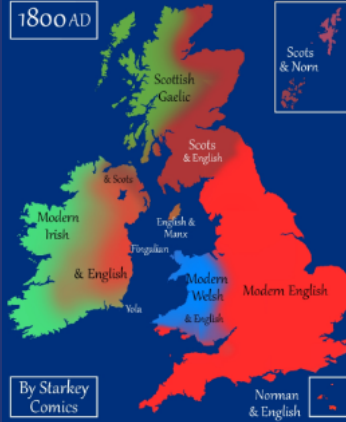 1800 AD
Scots
& Norn
Scottish
Gaelic
Scots
& English
& Scots
Modern
Irish
English &
Manx
Fingalian
& English
Modern
Welsh
& English
Modern English
Yola
By Starkey
Comics
Norman
& English